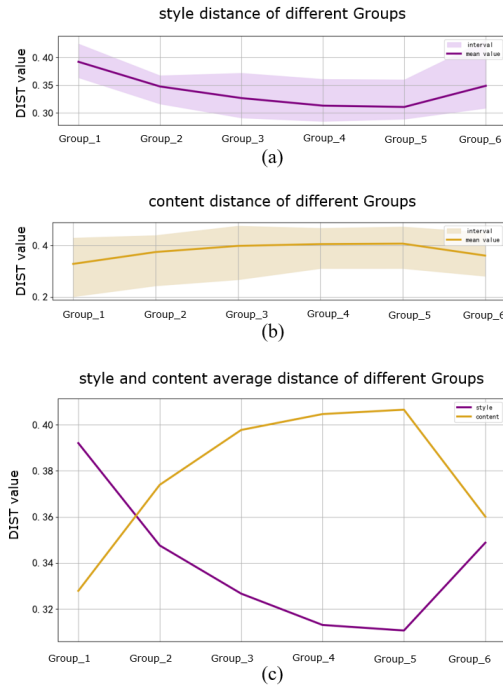 style distance of different Groups
DIST value
0.40
0.35
0.30
interval
mean value
Group_1 Group_2 Group_3 Group_4 Group_5 Group_6
(a)
content distance of different Groups
DIST value
0.4
0.2
interval
mean value
Group_1 Group_2 Group_3 Group_4 Group_5 Group_6
(b)
style and content average distance of different Groups
DIST value
0.40
0.38
0.36
0.34
0.32
style
content
Group_1 Group_2 Group_3 Group_4 Group_5 Group_6
(c)